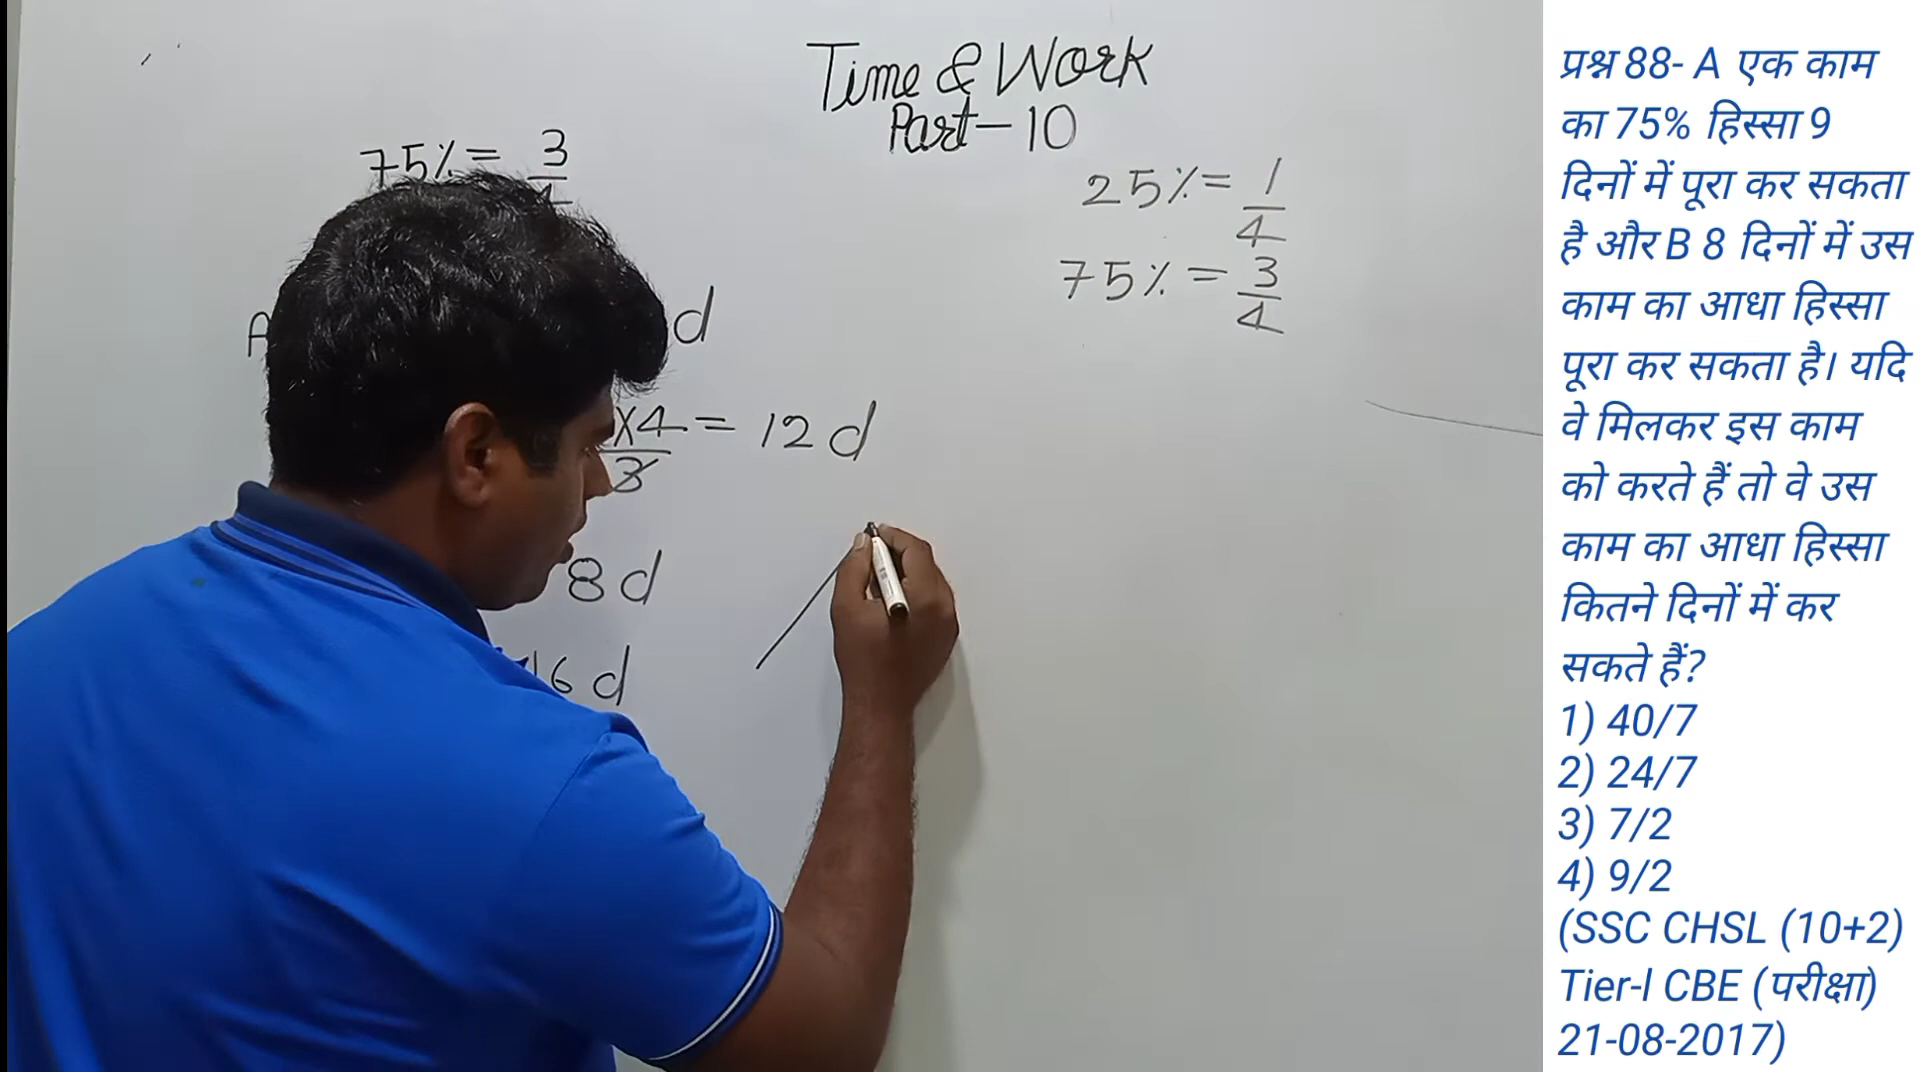 Time & Work
Part-10
75% = 3
25% = 1
4
75% = 3
4
d
x4 = 12 d
3
8 d
16 d
प्रश्न 88- A एक काम
का 75% हिस्सा 9
दिनों में पूरा कर सकता
है और B 8 दिनों में उस
काम का आधा हिस्सा
पूरा कर सकता है। यदि
वे मिलकर इस काम
को करते हैं तो वे उस
काम का आधा हिस्सा
कितने दिनों में कर
सकते हैं?
1) 40/7
2) 24/7
3) 7/2
4) 9/2
(SSC CHSL (10+2)
Tier-I CBE (परीक्षा)
21-08-2017)